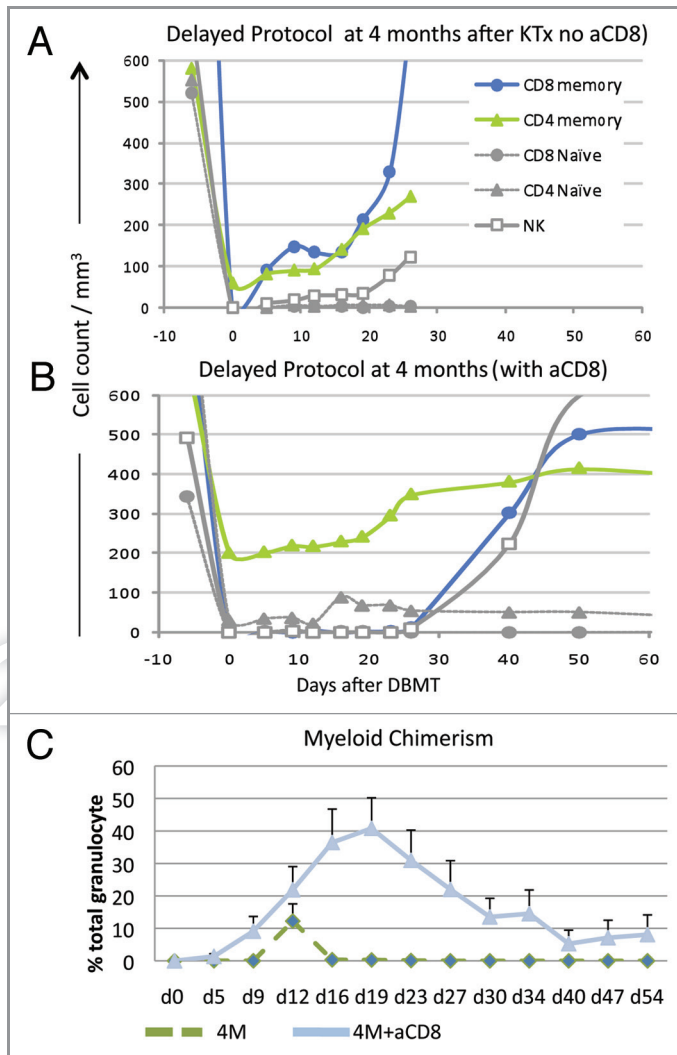 A
Delayed Protocol at 4 months after KTx no aCD8)
Cell count / mm³
600
500
400
300
200
100
0
CD8 memory
CD4 memory
CD8 Naïve
CD4 Naïve
NK
-10 0 10 20 30 40 50 60
B
Delayed Protocol at 4 months (with aCD8)
600
500
400
300
200
100
0
-10 0 10 20 30 40 50 60
Days after DBMT
C
Myeloid Chimerism
% total granulocyte
60
50
40
30
20
10
0
d0 d5 d9 d12 d16 d19 d23 d27 d30 d34 d40 d47 d54
4M 4M+aCD8